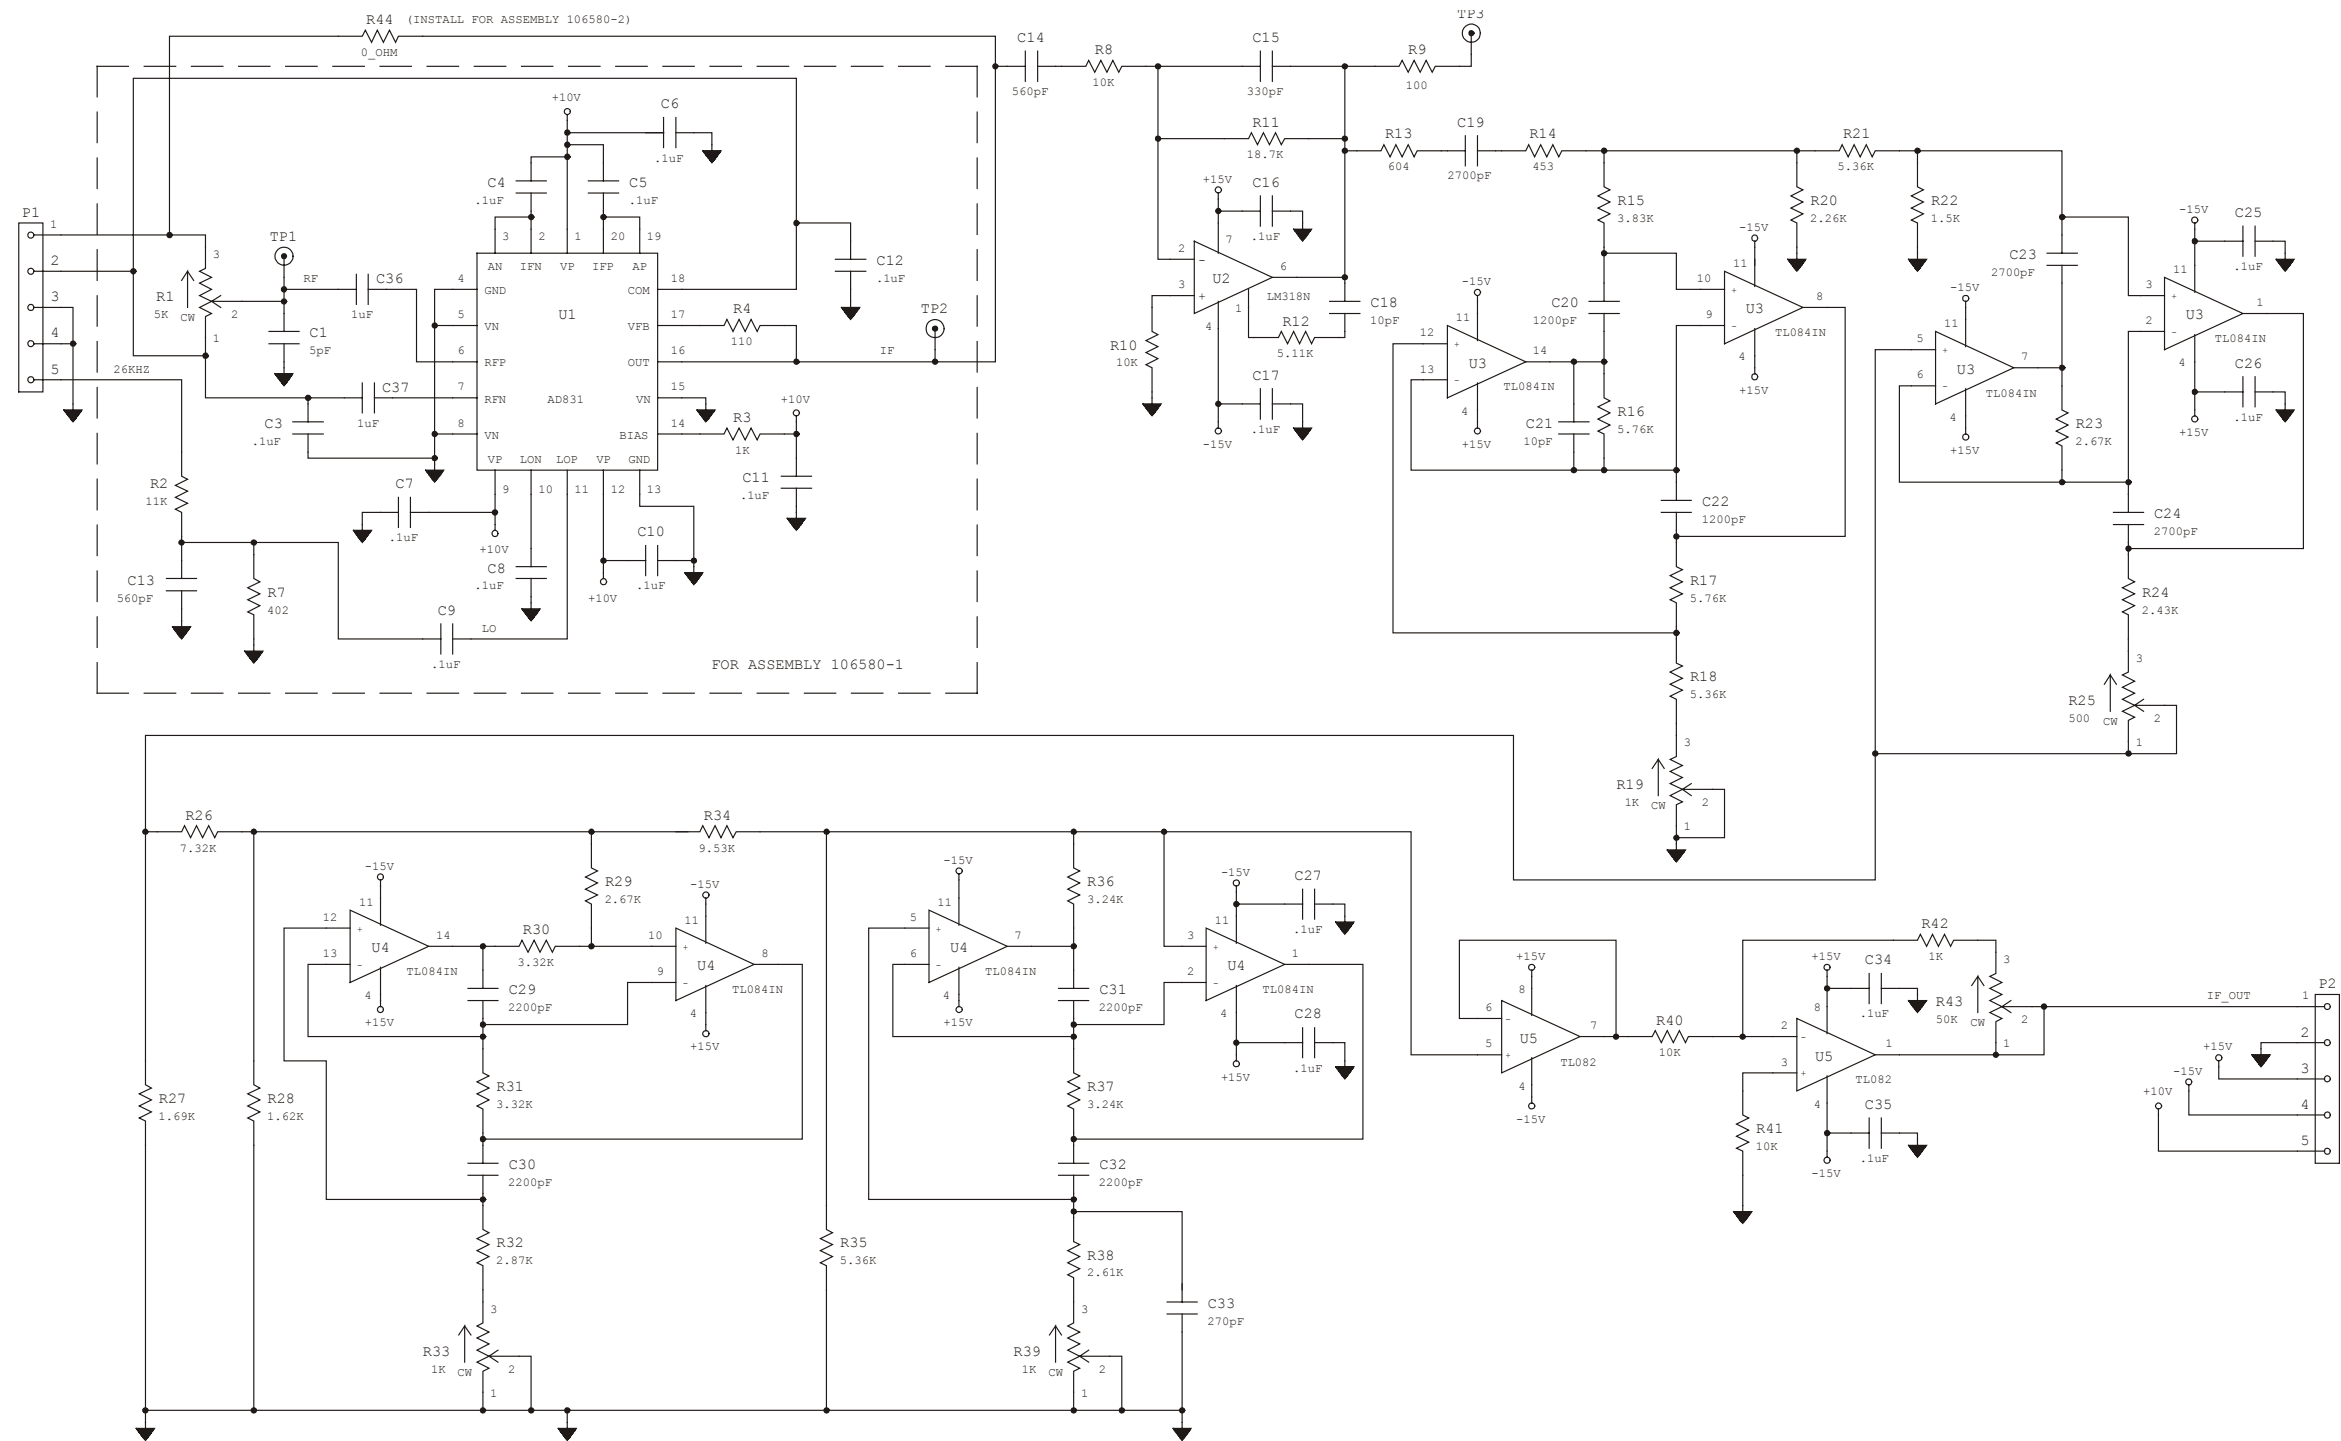 R44 (INSTALL FOR ASSEMBLY 106580-2)
0_OHM
P1
1
2
3
4
5
26KHZ
R1
5K
CW
3
2
1
TP1
RF
C36
1uF
C1
5pF
C37
1uF
C3
.1uF
R2
11K
C13
560pF
R7
402
C9
.1uF
LO
C7
.1uF
+10V
C8
.1uF
C10
.1uF
+10V
+10V
C6
.1uF
C4
.1uF
C5
.1uF
3
2
1
20
19
AN
IFN
VP
IFP
AP
4
GND
5
VN
6
RFP
7
RFN
8
VN
U1
AD831
COM
18
VFB
17
OUT
16
VN
15
BIAS
14
VP
LON
LOP
VP
GND
9
10
11
12
13
R4
110
R3
1K
+10V
C11
.1uF
C12
.1uF
TP2
IF
FOR ASSEMBLY 106580-1
C14
560pF
R8
10K
C15
330pF
R9
100
TP3
R11
18.7K
+15V
C16
.1uF
7
2
-
3
+
U2
6
LM318N
1
4
R12
5.11K
C18
10pF
R10
10K
C17
.1uF
-15V
R13
604
C19
2700pF
R14
453
R15
3.83K
R20
2.26K
R21
5.36K
R22
1.5K
C20
1200pF
-15V
11
10
+
9
-
U3
8
TL084IN
4
+15V
-15V
11
12
+
13
-
U3
14
TL084IN
4
+15V
C21
10pF
R16
5.76K
C22
1200pF
R17
5.76K
R18
5.36K
R19
1K
CW
3
2
1
C23
2700pF
-15V
11
5
+
6
-
U3
7
TL084IN
4
+15V
-15V
C25
.1uF
11
3
+
2
-
U3
1
TL084IN
4
C26
.1uF
+15V
R23
2.67K
C24
2700pF
R24
2.43K
R25
500
CW
3
2
1
R26
7.32K
R34
9.53K
-15V
11
12
+
13
-
U4
14
TL084IN
4
+15V
R29
2.67K
R30
3.32K
-15V
11
10
+
9
-
U4
8
TL084IN
4
+15V
C29
2200pF
R27
1.69K
R28
1.62K
R31
3.32K
C30
2200pF
R32
2.87K
R33
1K
CW
3
2
1
R35
5.36K
-15V
11
5
+
6
-
U4
7
TL084IN
4
+15V
R36
3.24K
C31
2200pF
R37
3.24K
C32
2200pF
R38
2.61K
R39
1K
CW
3
2
1
C33
270pF
-15V
C27
.1uF
11
3
+
2
-
U4
1
TL084IN
4
C28
.1uF
+15V
+15V
8
6
-
5
+
U5
7
TL082
4
-15V
R40
10K
R41
10K
+15V
C34
.1uF
8
2
-
3
+
U5
1
TL082
4
C35
.1uF
-15V
R42
1K
R43
50K
CW
3
2
1
IF_OUT
P2
1
2
3
4
5
+15V
-15V
+10V